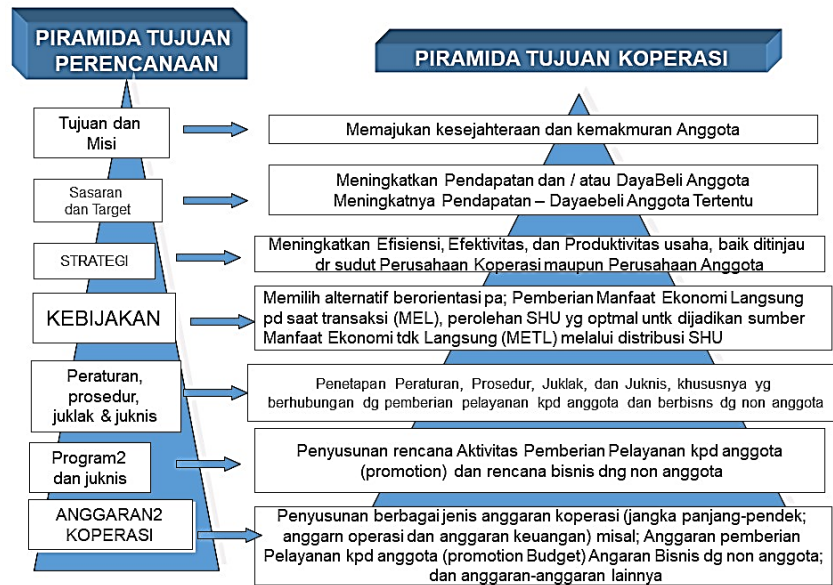 PIRAMIDA TUJUAN
PERENCANAAN
PIRAMIDA TUJUAN KOPERASI
Tujuan dan
Misi
Memajukan kesejahteraan dan kemakmuran Anggota
Sasaran
dan Target
Meningkatkan Pendapatan dan / atau DayaBeli Anggota
Meningkatnya Pendapatan – Dayaebeli Anggota Tertentu
STRATEGI
Meningkatkan Efisiensi, Efektivitas, dan Produktivitas usaha, baik ditinjau
dr sudut Perusahaan Koperasi maupun Perusahaan Anggota
KEBIJAKAN
Memilih alternatif berorientasi pa; Pemberian Manfaat Ekonomi Langsung
pd saat transaksi (MEL), perolehan SHU yg optmal untk dijadikan sumber
Manfaat Ekonomi tdk Langsung (METL) melalui distribusi SHU
Peraturan,
prosedur,
juklak & juknis
Penetapan Peraturan, Prosedur, Juklak, dan Juknis, khususnya yg
berhubungan dg pemberian pelayanan kpd anggota dan berbisns dg non anggota
Program2
dan juknis
Penyusunan rencana Aktivitas Pemberian Pelayanan kpd anggota
(promotion) dan rencana bisnis dng non anggota
ANGGARAN2
KOPERASI
Penyusunan berbagai jenis anggaran koperasi (jangka panjang-pendek;
anggarn operasi dan anggaran keuangan) misal; Anggaran pemberian
Pelayanan kpd anggota (promotion Budget) Angaran Bisnis dg non anggota;
dan anggaran-anggaran lainnya